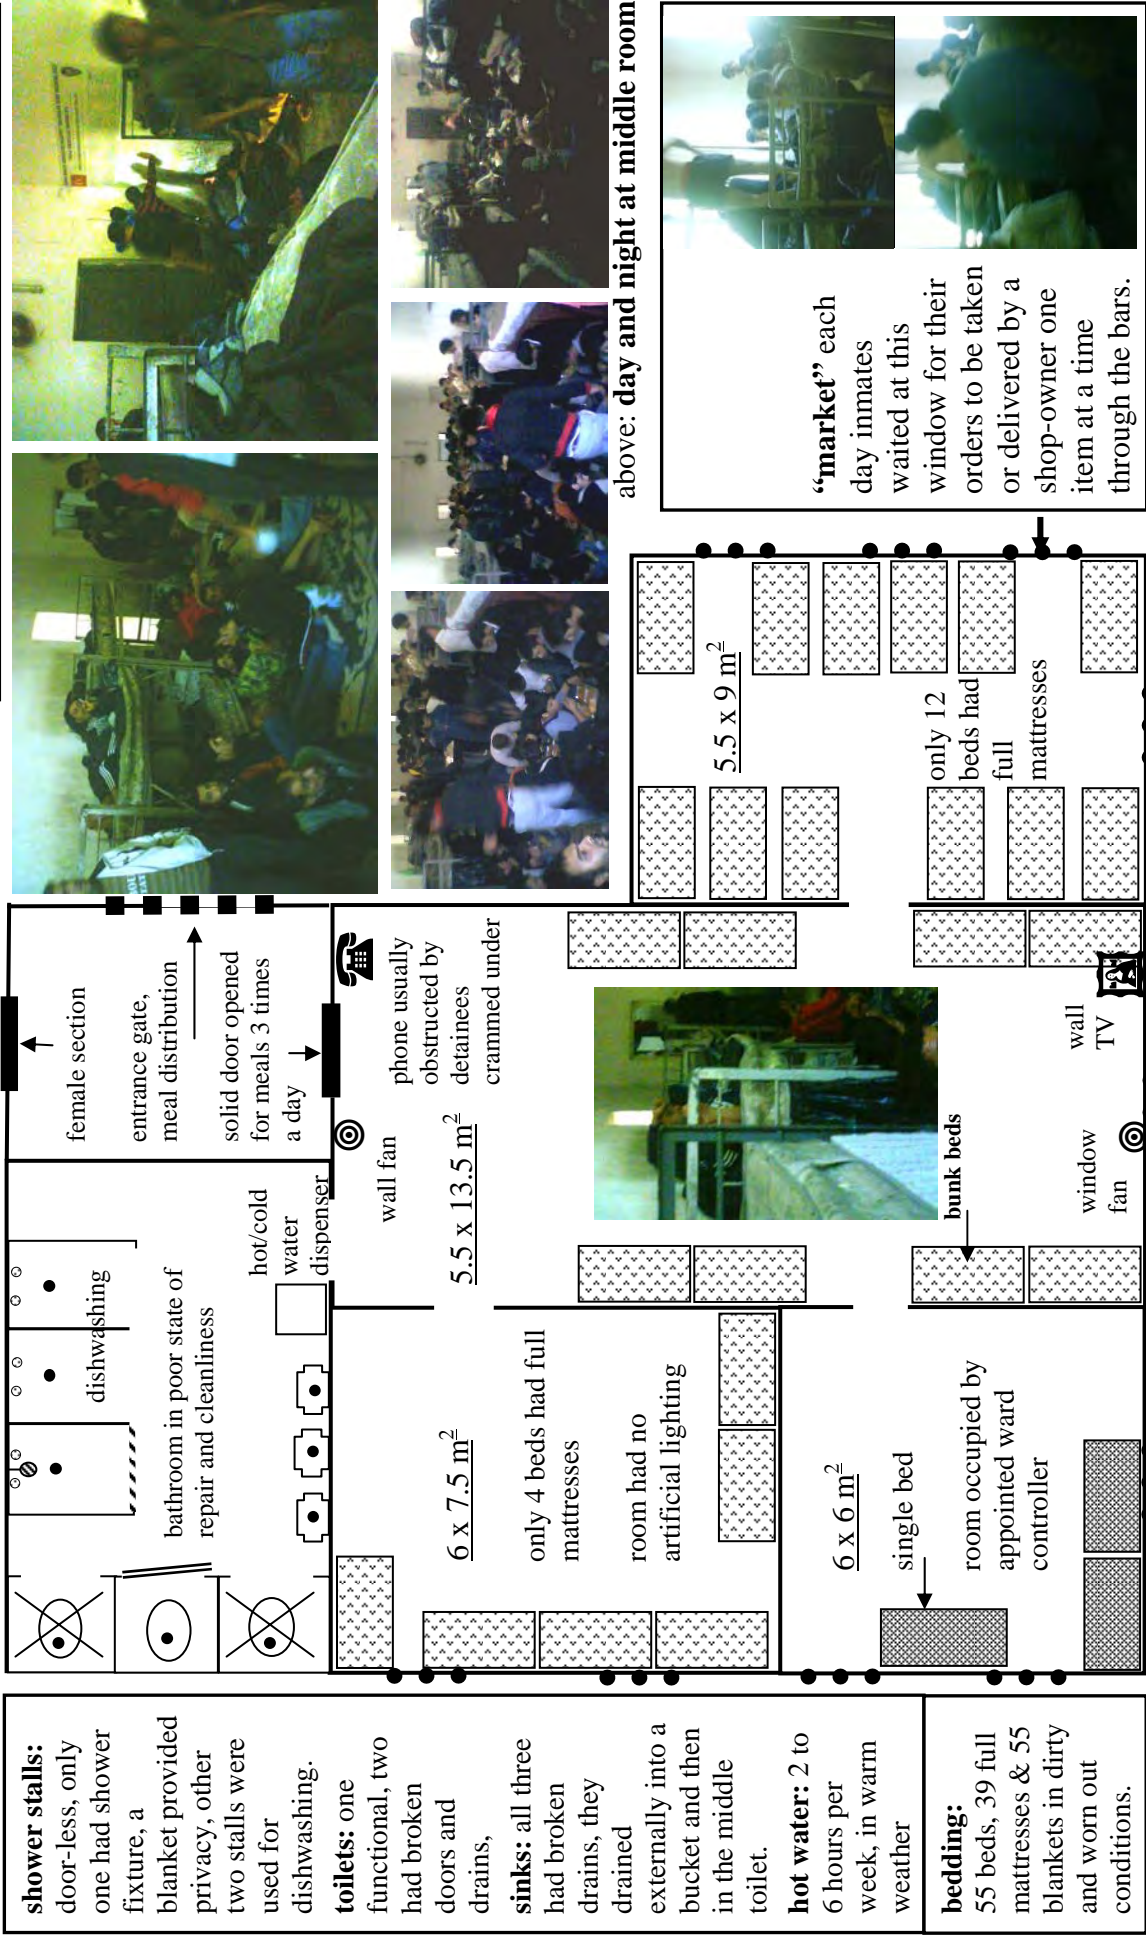 shower stalls:
door-less, only
one had shower
fixture, a
blanket provided
privacy, other
two stalls were
used for
dishwashing.
toilets: one
functional, two
had broken
doors and
drains,
sinks: all three
had broken
drains, they
drained
externally into a
bucket and then
in the middle
toilet.
hot water: 2 to
6 hours per
week, in warm
weather
bedding:
55 beds, 39 full
mattresses & 55
blankets in dirty
and worn out
conditions.
dishwashing
bathroom in poor state of
repair and cleanliness
hot/cold
water
dispenser
female section
entrance gate,
meal distribution
solid door opened
for meals 3 times
a day
6 x 7.5 m²
only 4 beds had full
mattresses
room had no
artificial lighting
6 x 6 m²
single bed
room occupied by
appointed ward
controller
wall fan
5.5 x 13.5 m²
phone usually
obstructed by
detainees
crammed under
bunk beds
window
fan
wall
TV
5.5 x 9 m²
only 12
beds had
full
mattresses
above: day and night at middle room
“market” each
day inmates
waited at this
window for their
orders to be taken
or delivered by a
shop-owner one
item at a time
through the bars.